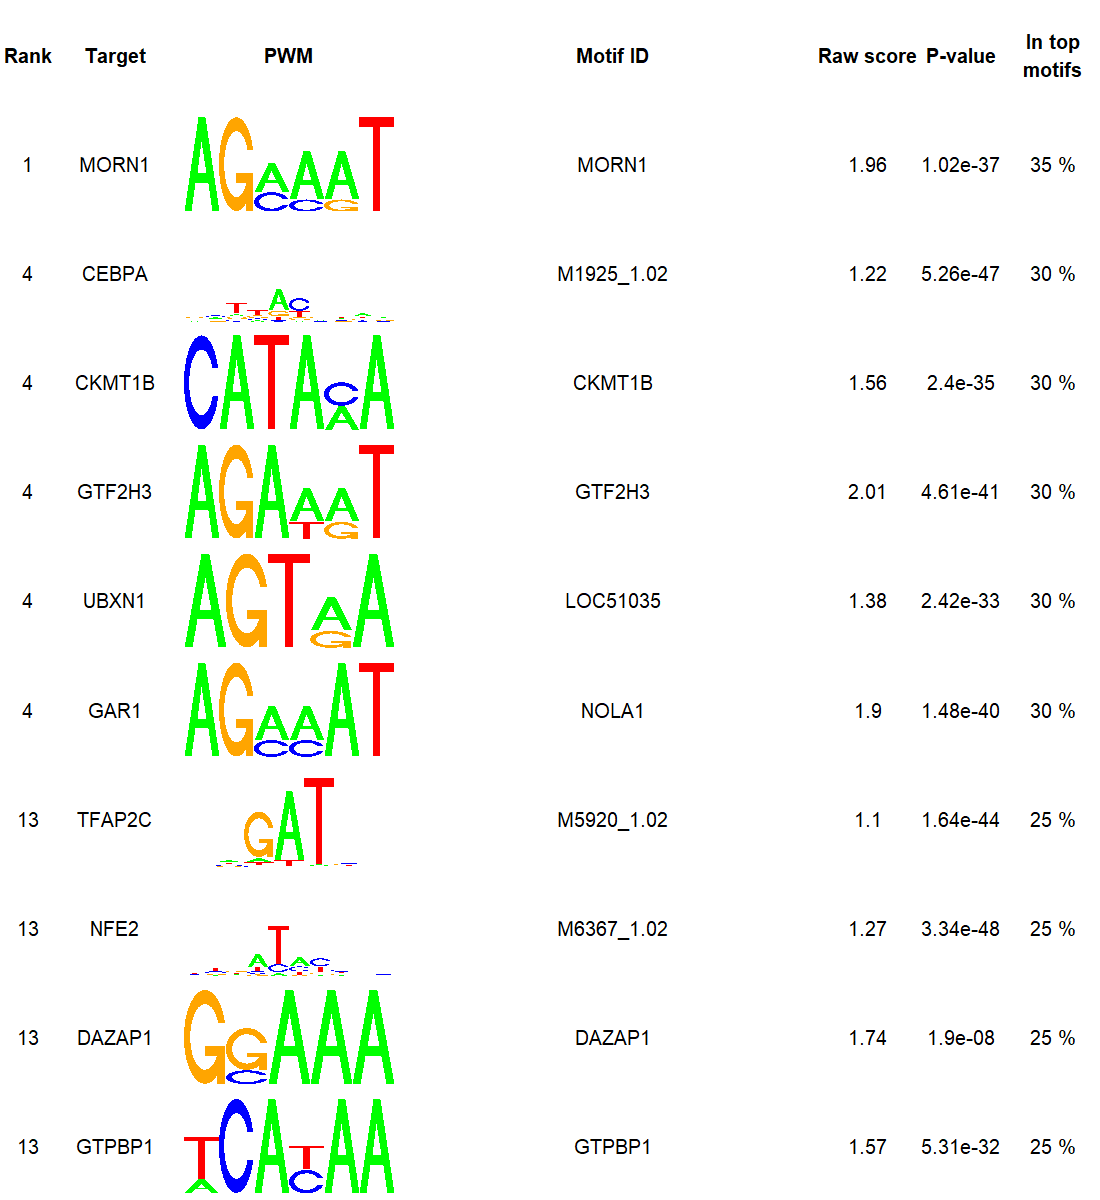 Rank Target PWM Motif ID Raw score P-value In top motifs
1 MORN1 MORN1 1.96 1.02e-37 35 %
4 CEBPA M1925_1.02 1.22 5.26e-47 30 %
4 CKMT1B CKMT1B 1.56 2.4e-35 30 %
4 GTF2H3 GTF2H3 2.01 4.61e-41 30 %
4 UBXN1 LOC51035 1.38 2.42e-33 30 %
4 GAR1 NOLA1 1.9 1.48e-40 30 %
13 TFAP2C M5920_1.02 1.1 1.64e-44 25 %
13 NFE2 M6367_1.02 1.27 3.34e-48 25 %
13 DAZAP1 DAZAP1 1.74 1.9e-08 25 %
13 GTPBP1 GTPBP1 1.57 5.31e-32 25 %